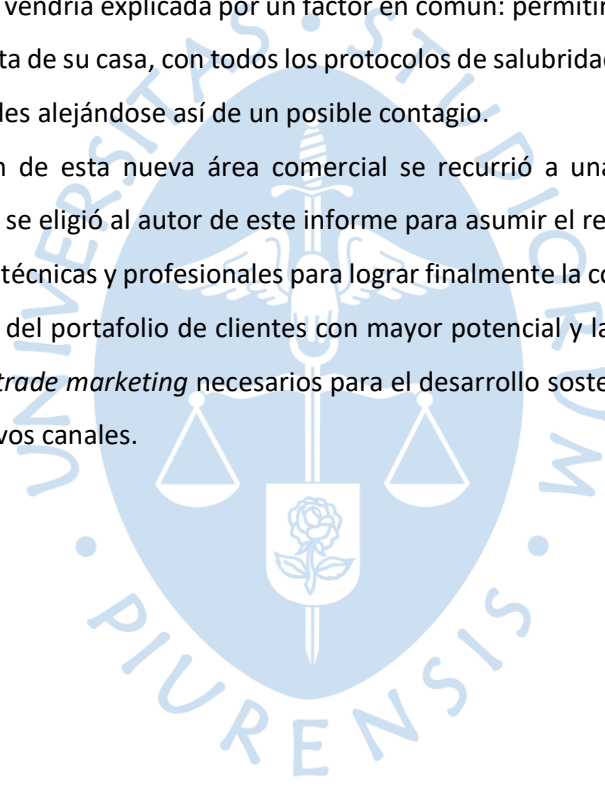 vendría explicada por un factor en común: permitir
ta de su casa, con todos los protocolos de salubridad
des alejándose así de un posible contagio.
n de esta nueva área comercial se recurrió a una
se eligió al autor de este informe para asumir el re
técnicas y profesionales para lograr finalmente la co
del portafolio de clientes con mayor potencial y la
trade marketing necesarios para el desarrollo soste
vos canales.
UNIVERSITAS • STUDIORUM • PIURENSIS •